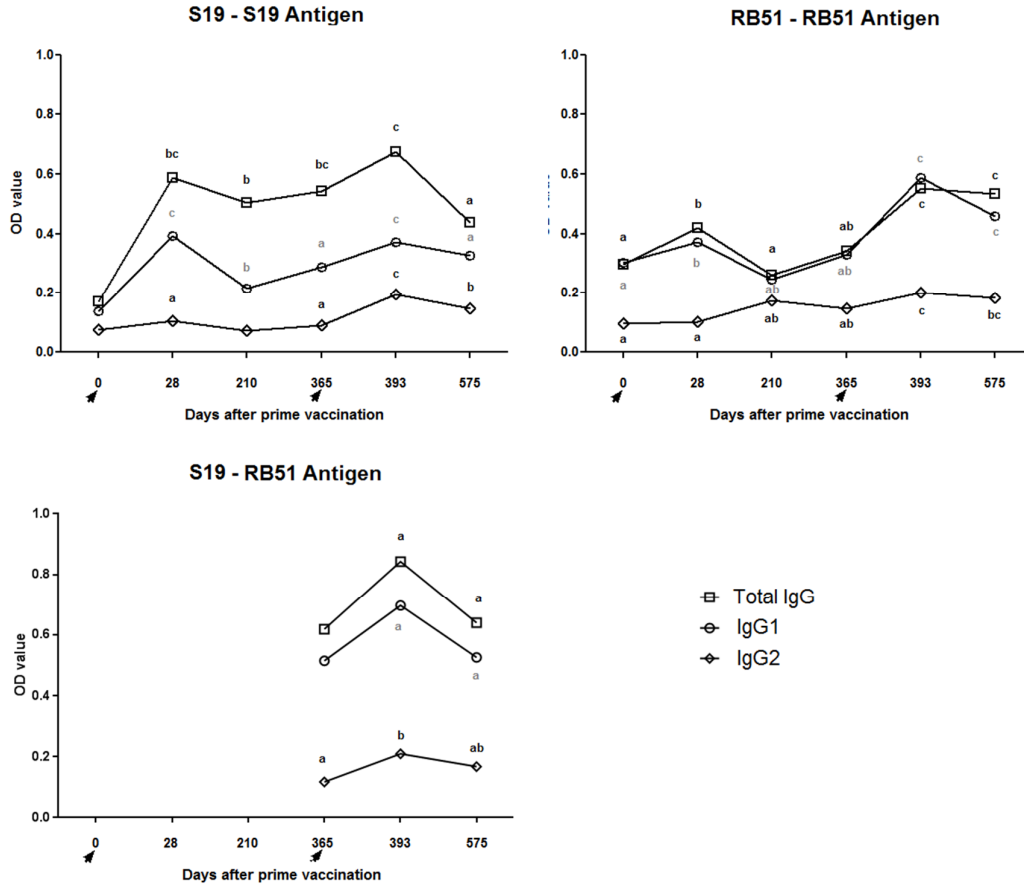 S19 - S19 Antigen
1.0
0.8
0.6
0.4
0.2
0.0
OD value
bc
b
bc
c
a
c
b
a
c
a
a
a
c
b
0 28 210 365 393 575
Days after prime vaccination
RB51 - RB51 Antigen
1.0
0.8
0.6
0.4
0.2
0.0
a
b
a
ab
c
c
a
b
ab
ab
c
c
a
a
ab
ab
c
bc
0 28 210 365 393 575
Days after prime vaccination
S19 - RB51 Antigen
1.0
0.8
0.6
0.4
0.2
0.0
OD value
a
a
a
a
a
b
ab
0 28 210 365 393 575
Days after prime vaccination
Total IgG
IgG1
IgG2